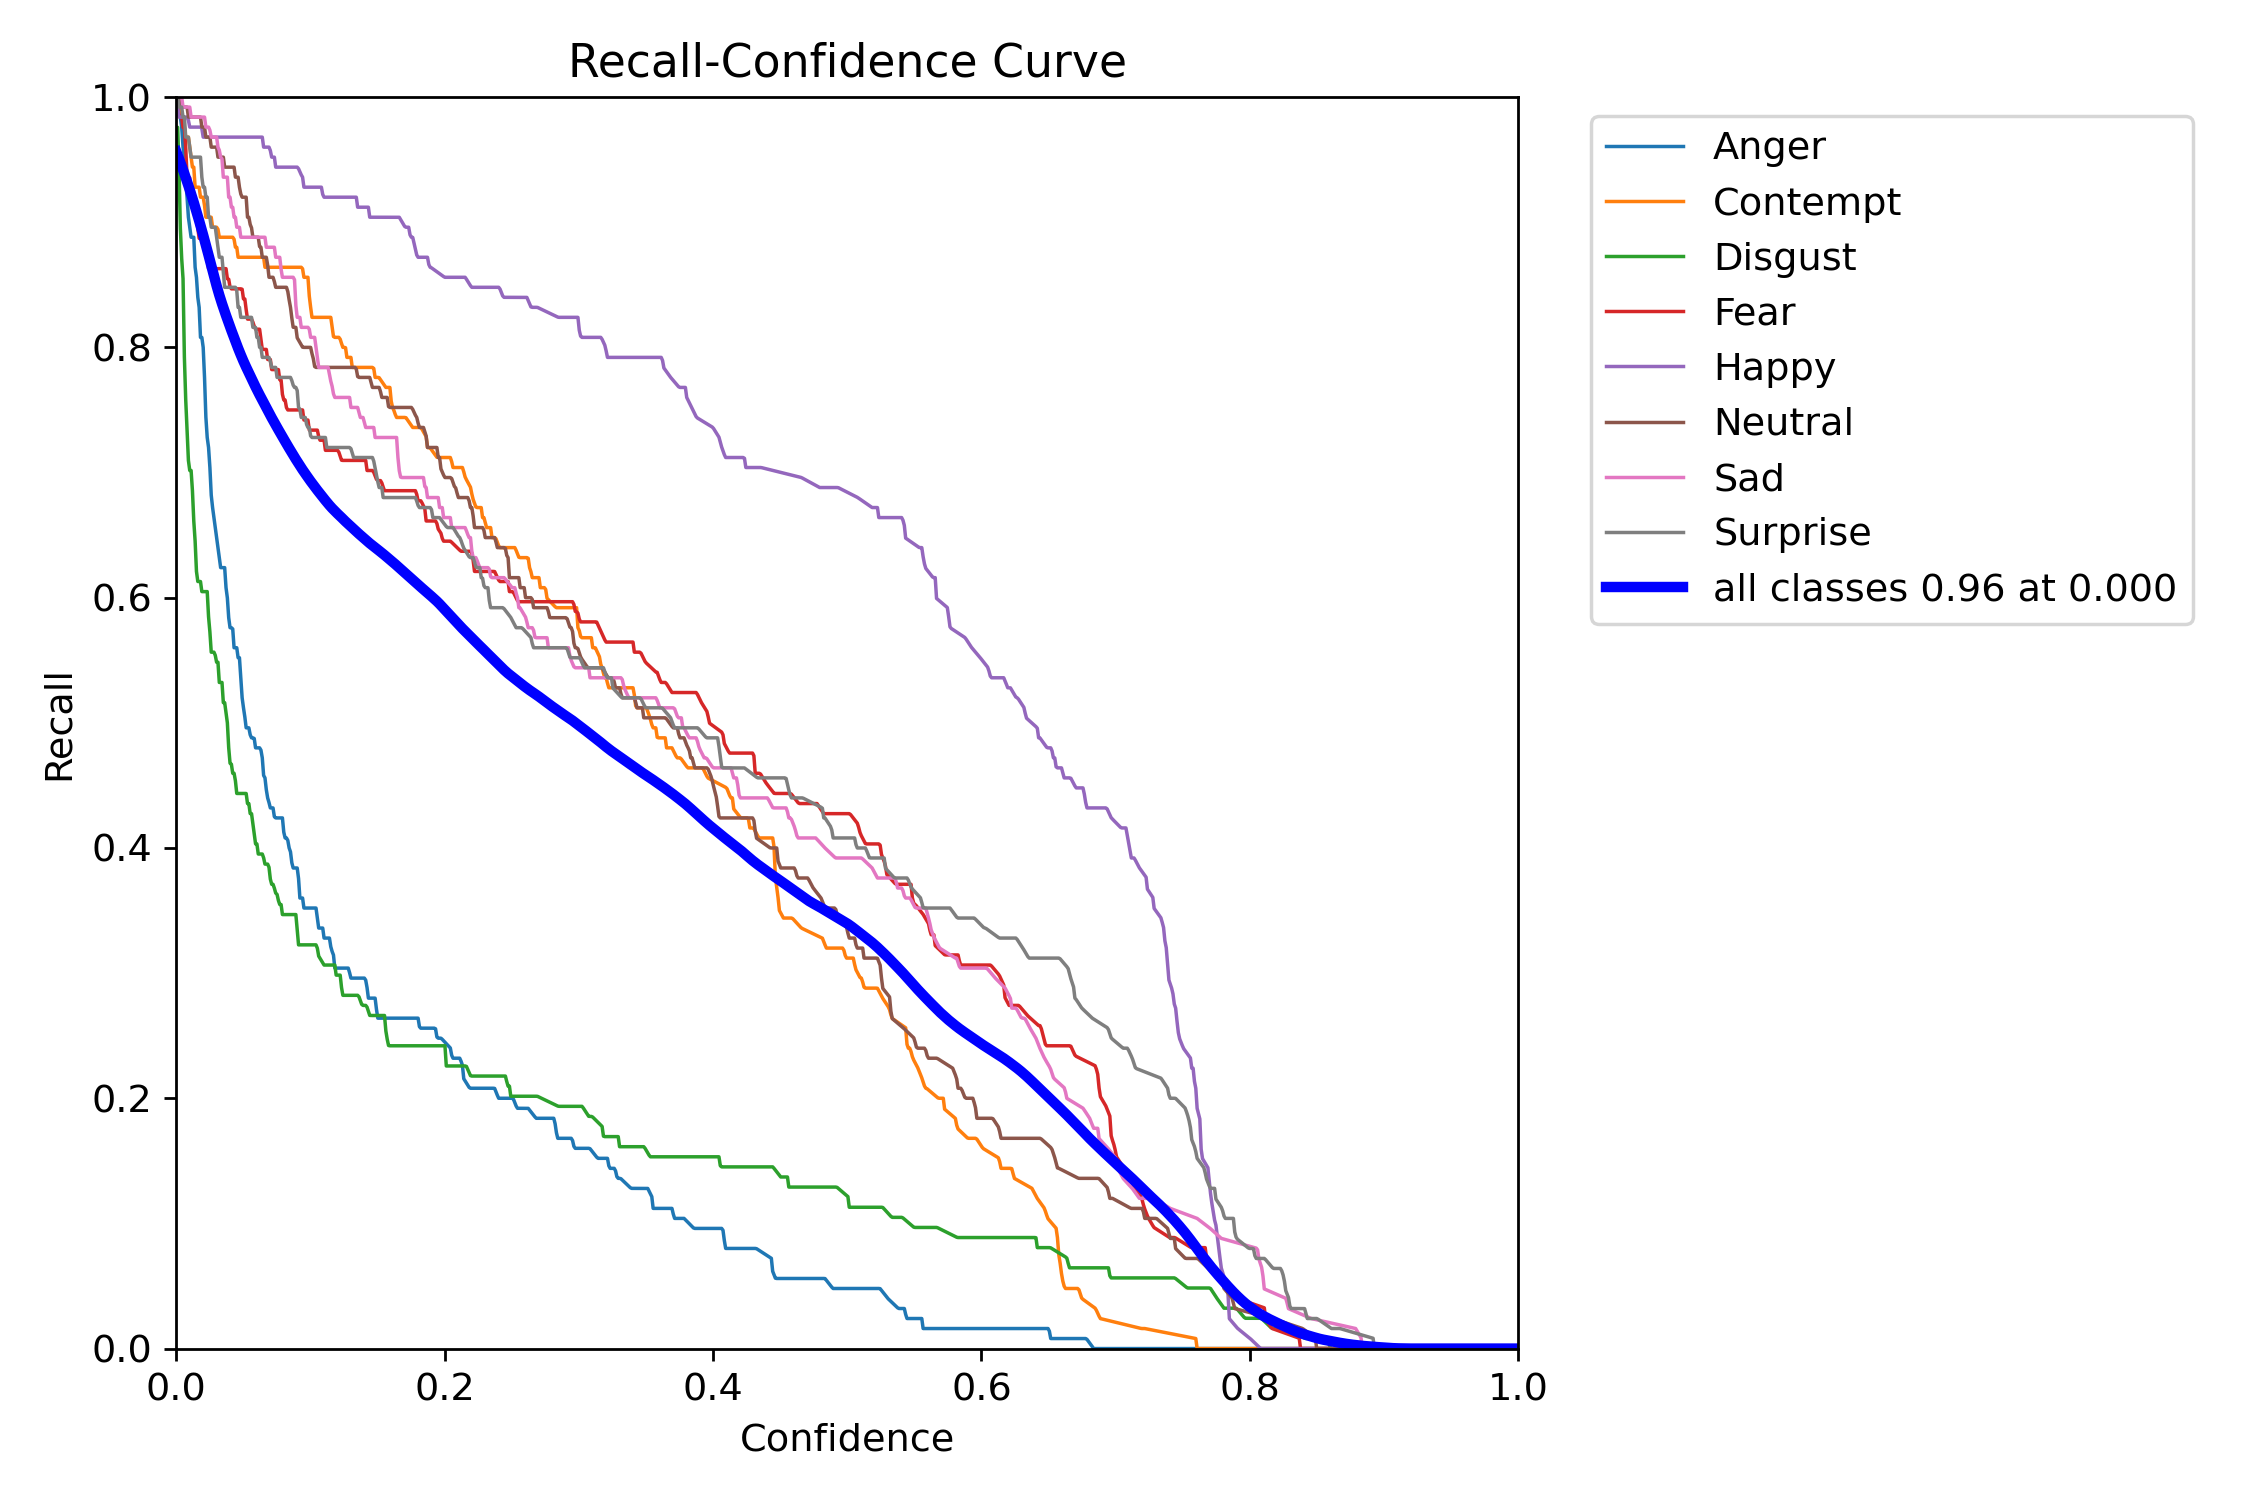 Recall-Confidence Curve
1.0
0.8
0.6
0.4
0.2
0.0
Recall
0.0 0.2 0.4 0.6 0.8 1.0
Confidence
Anger
Contempt
Disgust
Fear
Happy
Neutral
Sad
Surprise
all classes 0.96 at 0.000